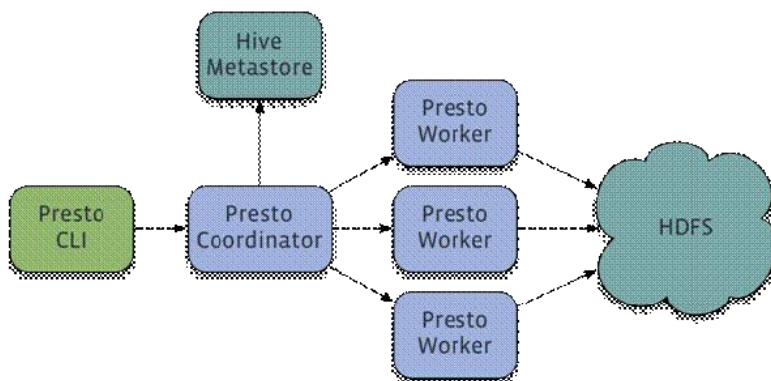 Hive
Metastore
Presto
Worker
Presto
CLI
Presto
Coordinator
Presto
Worker
HDFS
Presto
Worker